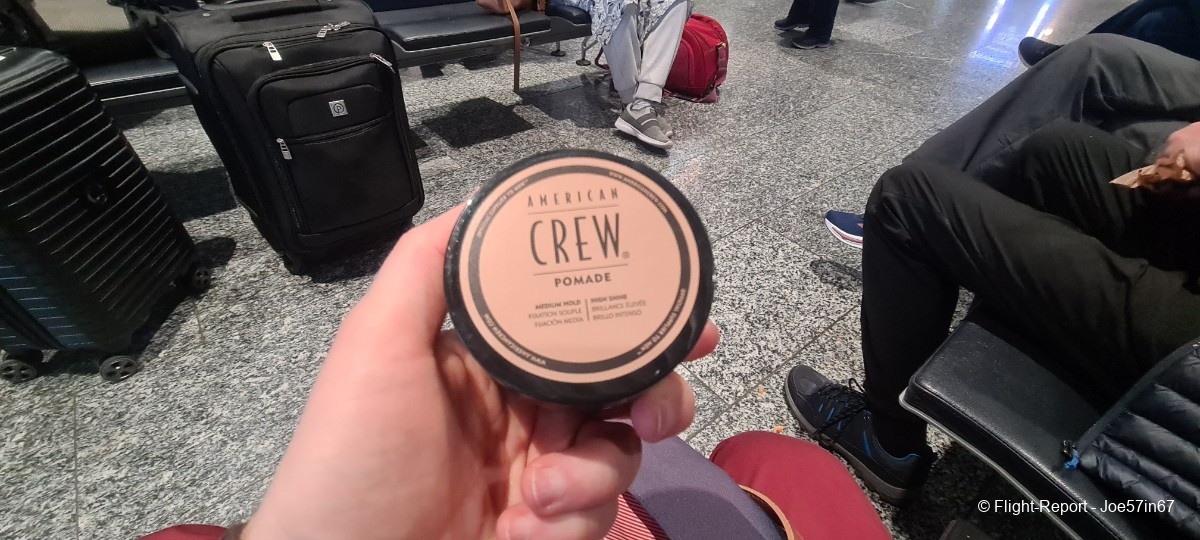 AMERICAN
CREW®
POMADE
MEDIUM HOLD
FIXATION SOUPLE
FIJACIÓN MEDIA
HIGH SHINE
BRILLANCE ÉLEVÉE
BRILLO INTENSO
© Flight-Report - Joe57in67